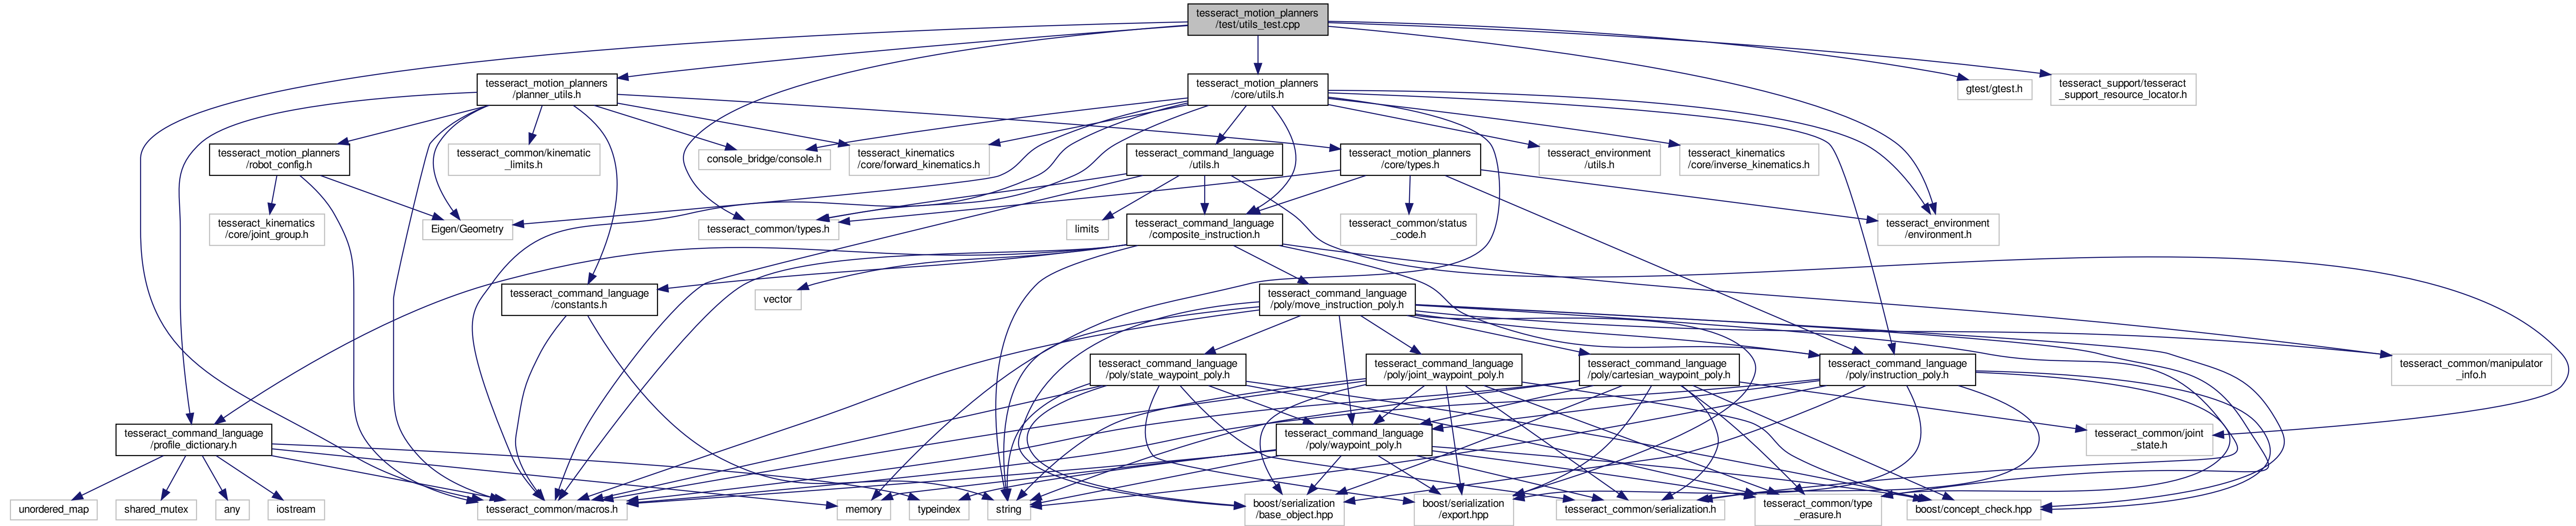 tesseract_motion_planners
/test/utils_test.cpp
tesseract_motion_planners
/planner_utils.h
tesseract_motion_planners
/core/utils.h
gtest/gtest.h
tesseract_support/tesseract
_support_resource_locator.h
tesseract_motion_planners
/robot_config.h
tesseract_common/kinematic
_limits.h
console_bridge/console.h
tesseract_kinematics
/core/forward_kinematics.h
tesseract_command_language
/utils.h
tesseract_motion_planners
/core/types.h
tesseract_environment
/utils.h
tesseract_kinematics
/core/inverse_kinematics.h
tesseract_kinematics
/core/joint_group.h
Eigen/Geometry
tesseract_common/types.h
limits
tesseract_command_language
/composite_instruction.h
tesseract_common/status
_code.h
tesseract_environment
/environment.h
tesseract_command_language
/constants.h
vector
tesseract_command_language
/poly/move_instruction_poly.h
tesseract_command_language
/poly/state_waypoint_poly.h
tesseract_command_language
/poly/joint_waypoint_poly.h
tesseract_command_language
/poly/cartesian_waypoint_poly.h
tesseract_command_language
/poly/instruction_poly.h
tesseract_common/manipulator
_info.h
tesseract_command_language
/profile_dictionary.h
tesseract_command_language
/poly/waypoint_poly.h
tesseract_common/joint
_state.h
unordered_map
shared_mutex
any
iostream
tesseract_common/macros.h
memory
typeindex
string
boost/serialization
/base_object.hpp
boost/serialization
/export.hpp
tesseract_common/serialization.h
tesseract_common/type
_erasure.h
boost/concept_check.hpp